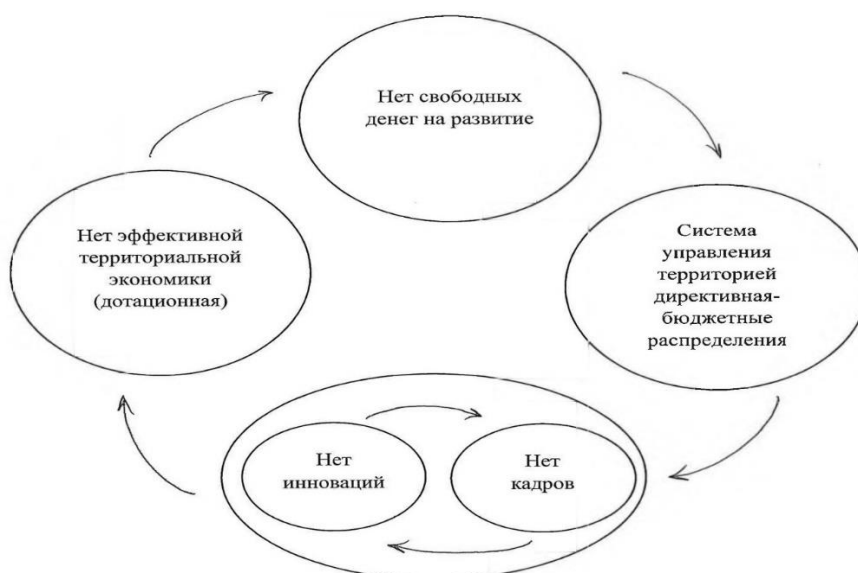 Нет свободных
денег на развитие
Система
управления
территорией
директивная-
бюджетные
распределения
Нет
кадров
Нет
инноваций
Нет эффективной
территориальной
экономики
(дотационная)